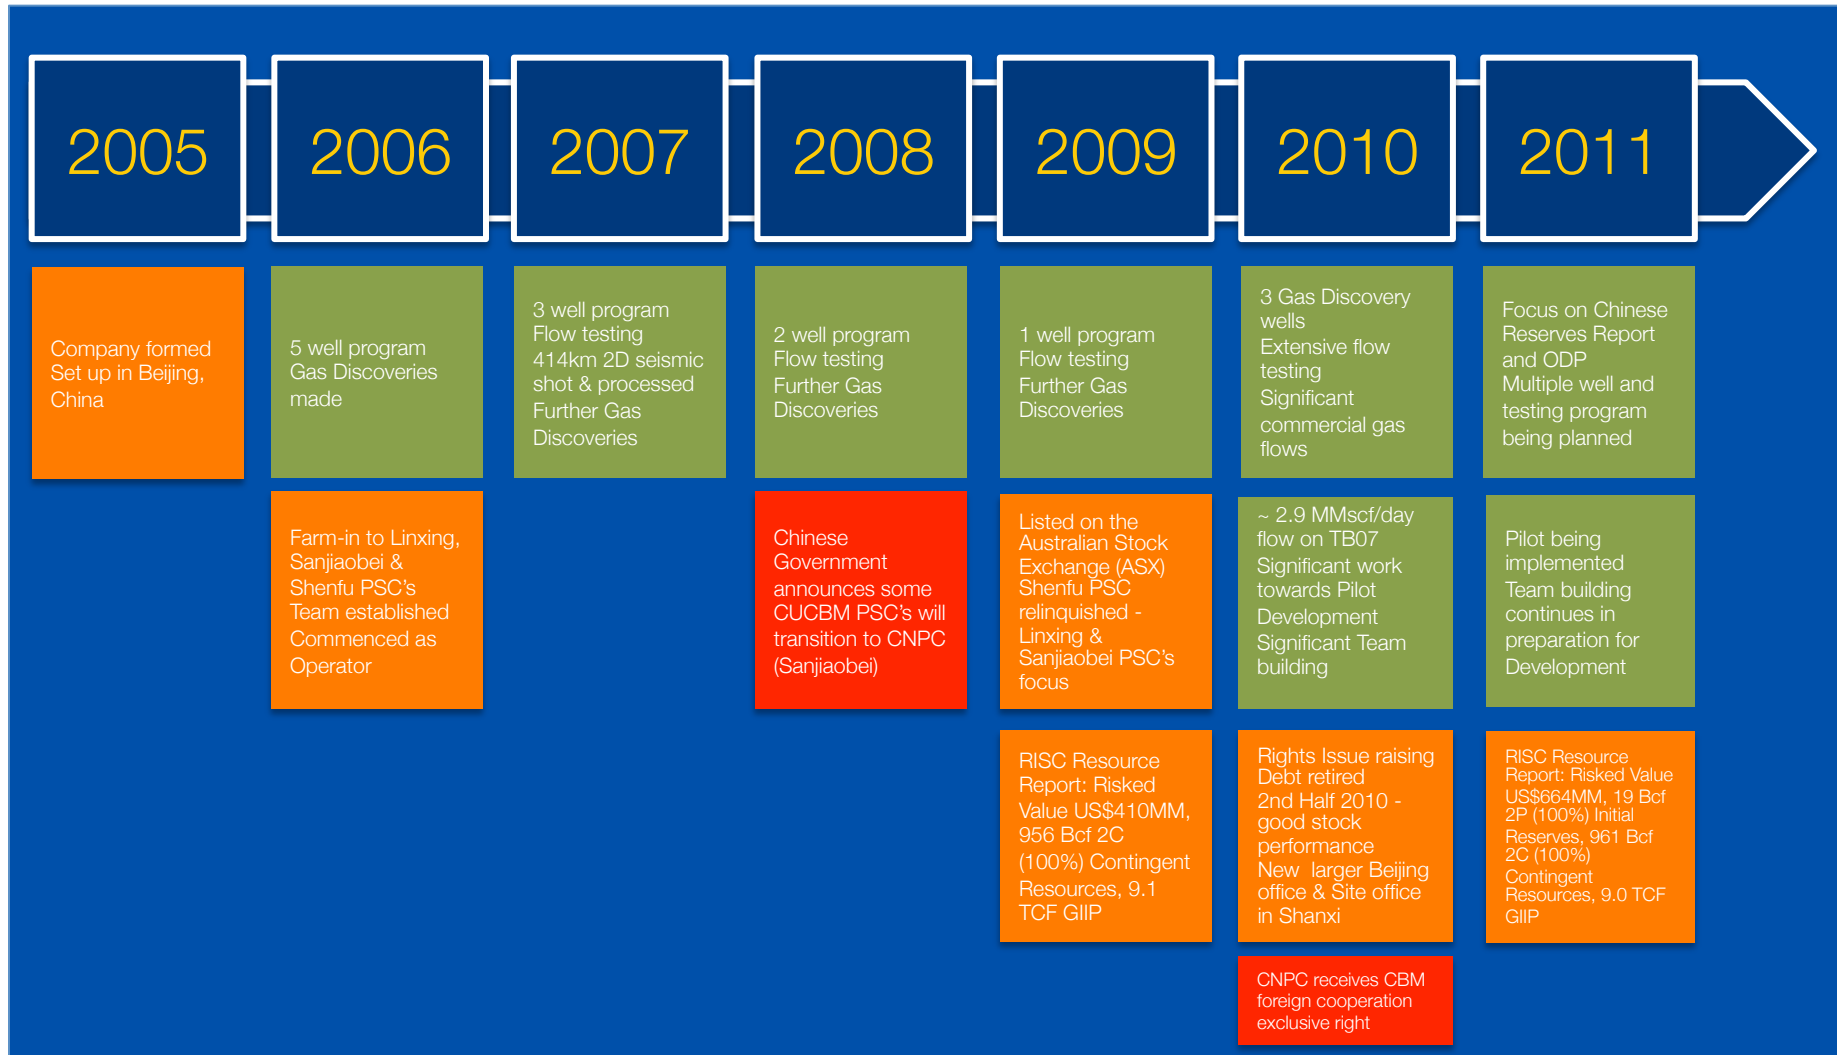 2005
2006
2007
2008
2009
2010
2011
Company formed
Set up in Beijing,
China
5 well program
Gas Discoveries
made
3 well program
Flow testing
414km 2D seismic
shot & processed
Further Gas
Discoveries
2 well program
Flow testing
Further Gas
Discoveries
1 well program
Flow testing
Further Gas
Discoveries
3 Gas Discovery
wells
Extensive flow
testing
Significant
commercial gas
flows
Focus on Chinese
Reserves Report
and ODP
Multiple well and
testing program
being planned
Farm-in to Linxing,
Sanjiaobei &
Shenfu PSC's
Team established
Commenced as
Operator
Chinese
Government
announces some
CUCBM PSC's will
transition to CNPC
(Sanjiaobei)
Listed on the
Australian Stock
Exchange (ASX)
Shenfu PSC
relinquished -
Linxing &
Sanjiaobei PSC's
focus
~ 2.9 MMscf/day
flow on TB07
Significant work
towards Pilot
Development
Significant Team
building
Pilot being
implemented
Team building
continues in
preparation for
Development
RISC Resource
Report: Risked
Value US$410MM,
956 Bcf 2C
(100%) Contingent
Resources, 9.1
TCF GIIP
Rights Issue raising
Debt retired
2nd Half 2010 -
good stock
performance
New larger Beijing
office & Site office
in Shanxi
RISC Resource
Report: Risked Value
US$664MM, 19 Bcf
2P (100%) Initial
Reserves, 961 Bcf
2C (100%)
Contingent
Resources, 9.0 TCF
GIIP
CNPC receives CBM
foreign cooperation
exclusive right